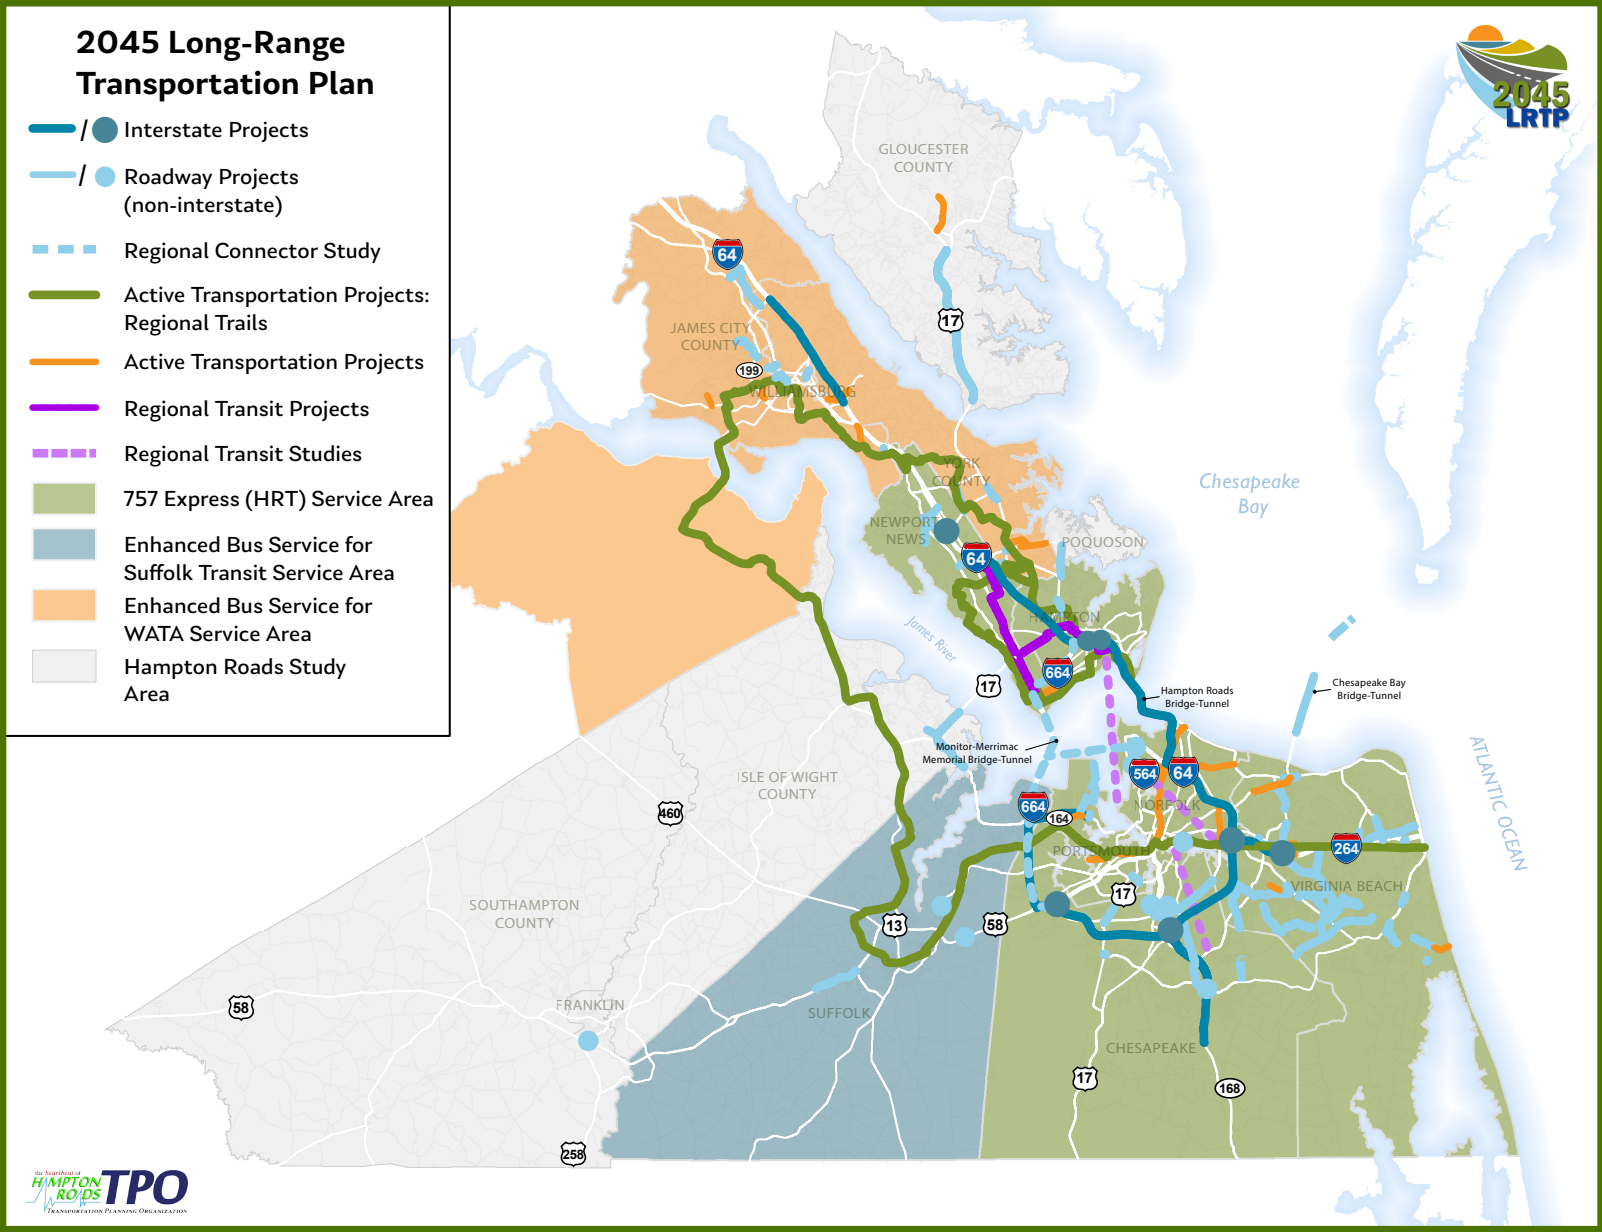 2045 Long-Range
Transportation Plan
/ Interstate Projects
/ Roadway Projects
(non-interstate)
Regional Connector Study
Active Transportation Projects:
Regional Trails
Active Transportation Projects
Regional Transit Projects
Regional Transit Studies
757 Express (HRT) Service Area
Enhanced Bus Service for
Suffolk Transit Service Area
Enhanced Bus Service for
WATA Service Area
Hampton Roads Study
Area
2045
LRTP
GLOUCESTER
COUNTY
64
17
JAMES CITY
COUNTY
199
WILLIAMSBURG
YORK
COUNTY
Chesapeake
Bay
NEWPORT
NEWS
64
POQUOSON
HAMPTON
James River
664
17
Hampton Roads
Bridge-Tunnel
Chesapeake Bay
Bridge-Tunnel
Monitor-Merrimac
Memorial Bridge-Tunnel
ATLANTIC OCEAN
564
64
ISLE OF WIGHT
COUNTY
460
664
164
NORFOLK
PORTSMOUTH
264
17
VIRGINIA BEACH
SOUTHAMPTON
COUNTY
13
58
58
FRANKLIN
SUFFOLK
CHESAPEAKE
17
168
258
the heartbeat of
HAMPTON
ROADS
TPO
TRANSPORTATION PLANNING ORGANIZATION